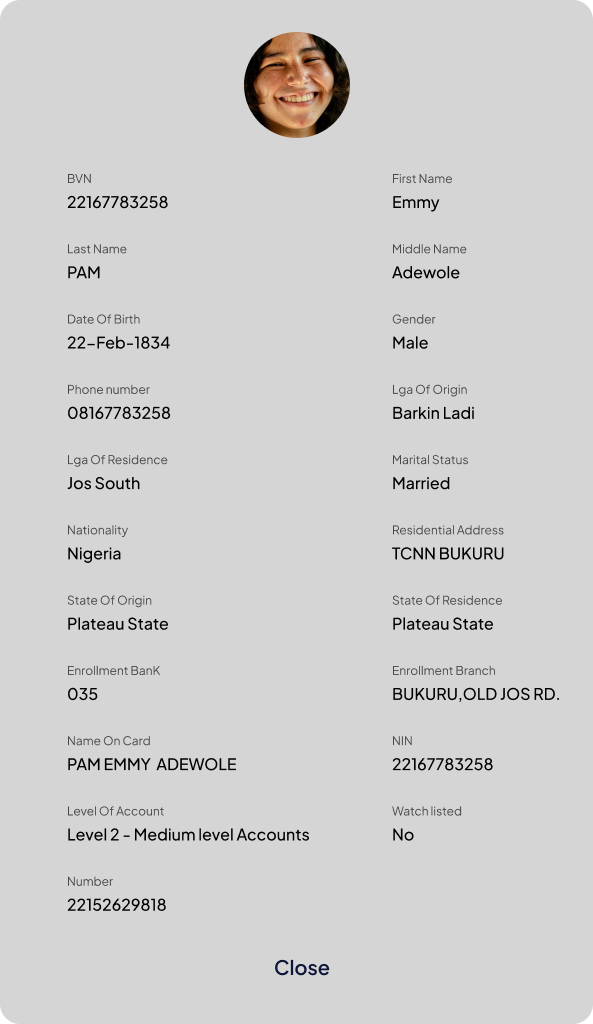 BVN
22167783258
First Name
Emmy
Last Name
PAM
Middle Name
Adewole
Date Of Birth
22–Feb-1834
Gender
Male
Phone number
08167783258
Lga Of Origin
Barkin Ladi
Lga Of Residence
Jos South
Marital Status
Married
Nationality
Nigeria
Residential Address
TCNN BUKURU
State Of Origin
Plateau State
State Of Residence
Plateau State
Enrollment BanK
035
Enrollment Branch
BUKURU,OLD JOS RD.
Name On Card
PAM EMMY  ADEWOLE
NIN
22167783258
Level Of Account
Level 2 - Medium level Accounts
Watch listed
No
Number
22152629818
Close